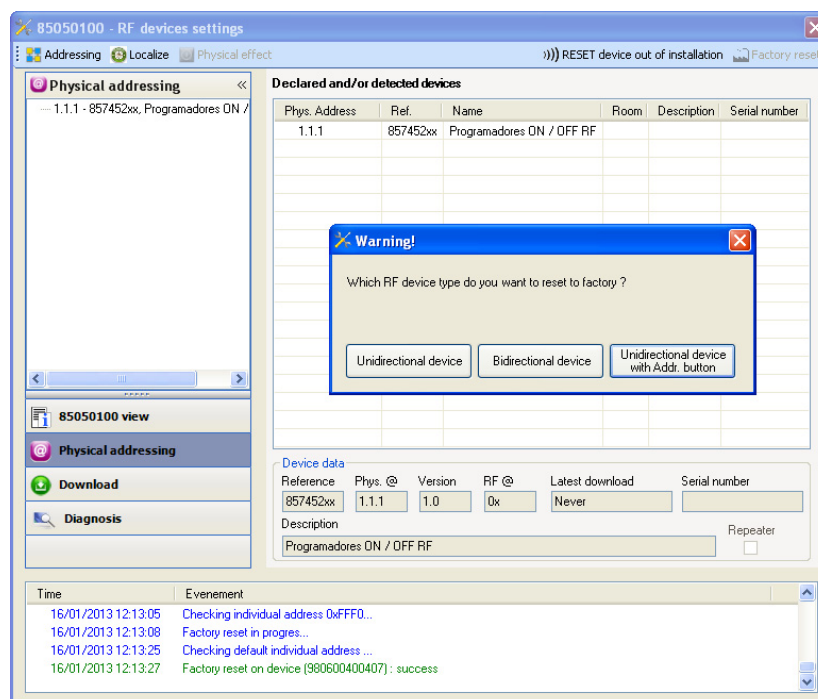 85050100 - RF devices settings
Addressing Localize Physical effect RESET device out of installation Factory reset
Physical addressing «
1.1.1 - 857452xx, Programadores ON /
Declared and/or detected devices
Phys. Address Ref. Name Room Description Serial number
1.1.1 857452xx Programadores ON / OFF RF
Warning!
Which RF device type do you want to reset to factory ?
Unidirectional device
Bidirectional device
Unidirectional device
with Addr. button
85050100 view
Physical addressing
Download
Diagnosis
Device data
Reference Phys. @ Version RF @ Latest download Serial number
857452xx 1.1.1 1.0 0x Never
Description Repeater
Programadores ON / OFF RF
Time Evenement
16/01/2013 12:13:05 Checking individual address 0xFFF0...
16/01/2013 12:13:08 Factory reset in progres...
16/01/2013 12:13:25 Checking default individual address ...
16/01/2013 12:13:27 Factory reset on device (980600400407) : success